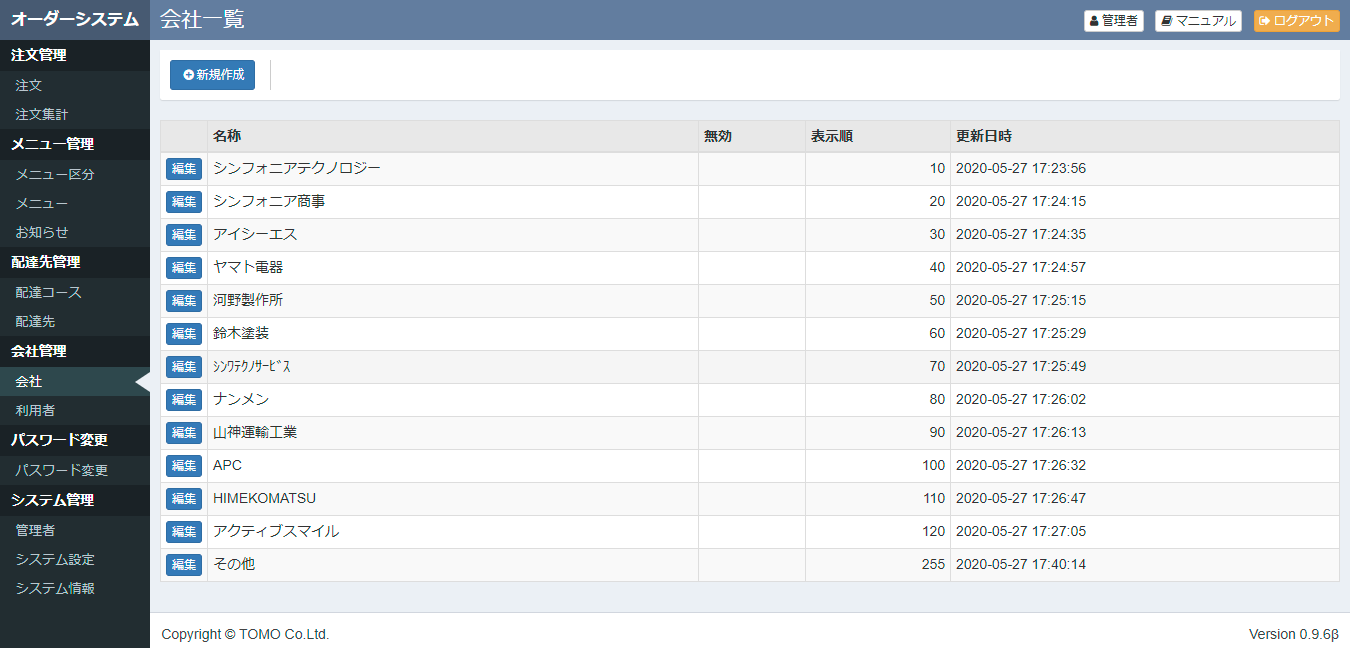 オーダーシステム
会社一覧
管理者
マニュアル
ログアウト
注文管理
注文
注文集計
メニュー管理
メニュー区分
メニュー
お知らせ
配達先管理
配達コース
配達先
会社管理
会社
利用者
パスワード変更
パスワード変更
システム管理
管理者
システム設定
システム情報
新規作成
名称 無効 表示順 更新日時
編集 シンフォニアテクノロジー 10 2020-05-27 17:23:56
編集 シンフォニア商事 20 2020-05-27 17:24:15
編集 アイシーエス 30 2020-05-27 17:24:35
編集 ヤマト電器 40 2020-05-27 17:24:57
編集 河野製作所 50 2020-05-27 17:25:15
編集 鈴木塗装 60 2020-05-27 17:25:29
編集 ｼﾝﾜﾃｸﾉｻｰﾋﾞｽ 70 2020-05-27 17:25:49
編集 ナンメン 80 2020-05-27 17:26:02
編集 山神運輸工業 90 2020-05-27 17:26:13
編集 APC 100 2020-05-27 17:26:32
編集 HIMEKOMATSU 110 2020-05-27 17:26:47
編集 アクティブスマイル 120 2020-05-27 17:27:05
編集 その他 255 2020-05-27 17:40:14
Copyright © TOMO Co.Ltd.
Version 0.9.6β